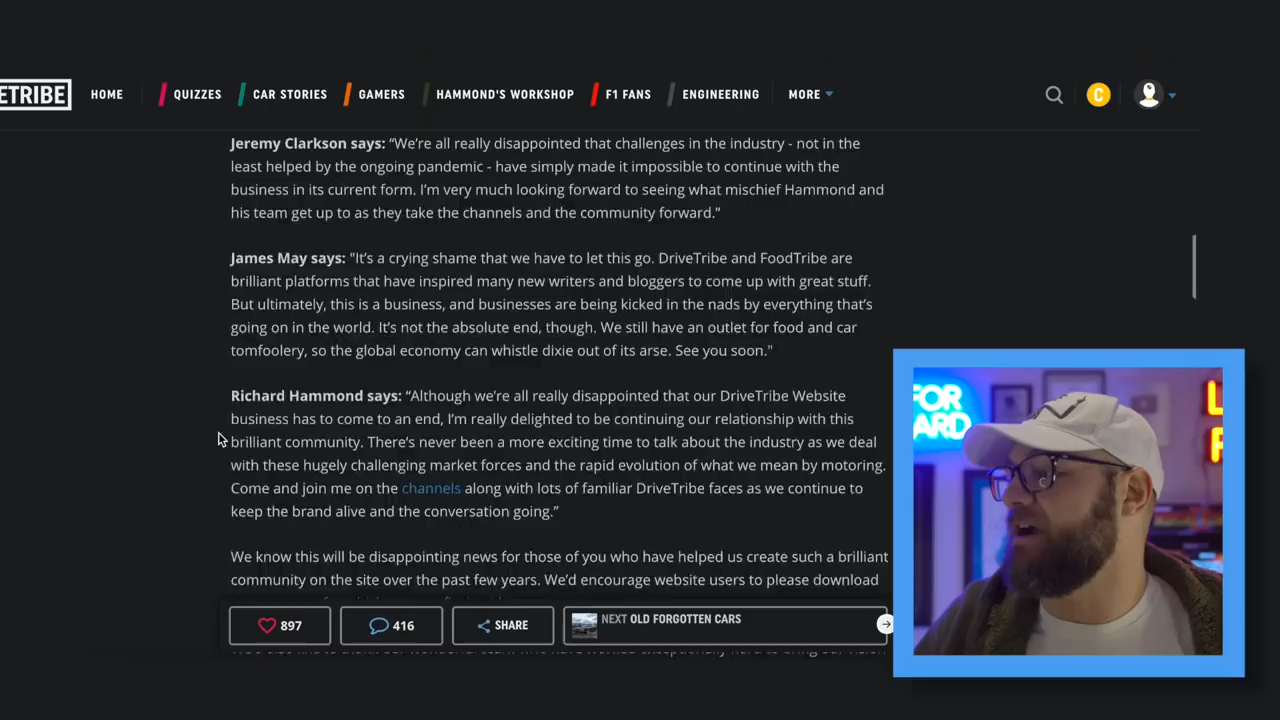 ETRIBE HOME QUIZZES CAR STORIES GAMERS HAMMOND'S WORKSHOP F1 FANS ENGINEERING MORE C
Jeremy Clarkson says: “We’re all really disappointed that challenges in the industry - not in the
least helped by the ongoing pandemic - have simply made it impossible to continue with the
business in its current form. I’m very much looking forward to seeing what mischief Hammond and
his team get up to as they take the channels and the community forward.”
James May says: "It’s a crying shame that we have to let this go. DriveTribe and FoodTribe are
brilliant platforms that have inspired many new writers and bloggers to come up with great stuff.
But ultimately, this is a business, and businesses are being kicked in the nads by everything that’s
going on in the world. It’s not the absolute end, though. We still have an outlet for food and car
tomfoolery, so the global economy can whistle dixie out of its arse. See you soon."
Richard Hammond says: “Although we’re all really disappointed that our DriveTribe Website
business has to come to an end, I’m really delighted to be continuing our relationship with this
brilliant community. There’s never been a more exciting time to talk about the industry as we deal
with these hugely challenging market forces and the rapid evolution of what we mean by motoring.
Come and join me on the channels along with lots of familiar DriveTribe faces as we continue to
keep the brand alive and the conversation going.”
We know this will be disappointing news for those of you who have helped us create such a brilliant
community on the site over the past few years. We’d encourage website users to please download
897 416 SHARE NEXT OLD FORGOTTEN CARS
FOR
ARD